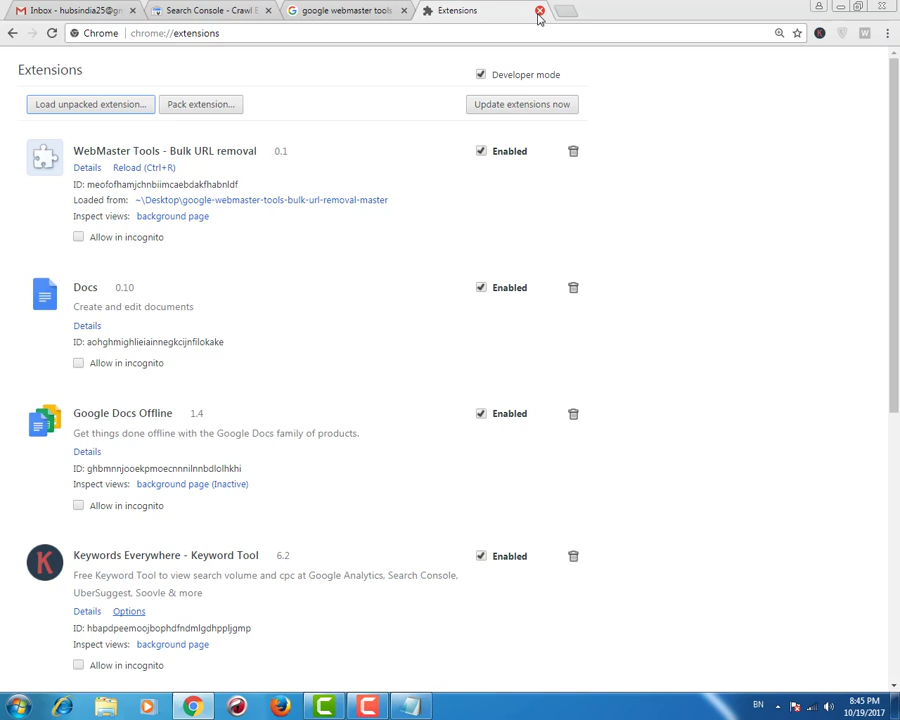 Inbox - hubsindia25@gm
Search Console - Crawl E
google webmaster tools
Extensions
Chrome
chrome://extensions
Extensions
Developer mode
Load unpacked extension...
Pack extension...
Update extensions now
WebMaster Tools - Bulk URL removal 0.1
Enabled
Details Reload (Ctrl+R)
ID: meofofhamjchnbiimcaebdakfhabnldf
Loaded from: ~\Desktop\google-webmaster-tools-bulk-url-removal-master
Inspect views: background page
Allow in incognito
Docs 0.10
Enabled
Create and edit documents
Details
ID: aohghmighlieiainnegkcijnfilokake
Allow in incognito
Google Docs Offline 1.4
Enabled
Get things done offline with the Google Docs family of products.
Details
ID: ghbmnnjooekpmoecnnnilnnbdlolhkhi
Inspect views: background page (Inactive)
Allow in incognito
K
Keywords Everywhere - Keyword Tool 6.2
Enabled
Free Keyword Tool to view search volume and cpc at Google Analytics, Search Console,
UberSuggest, Soovle & more
Details Options
ID: hbapdpeemoojbophdfndmlgdhppljgmp
Inspect views: background page
Allow in incognito
BN
8:45 PM
10/19/2017